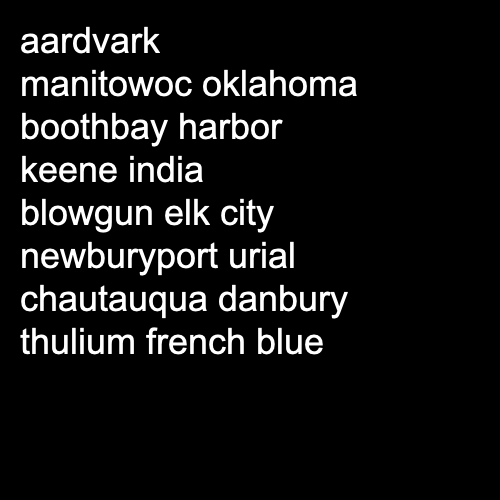 aardvark
manitowoc oklahoma
boothbay harbor
keene india
blowgun elk city
newburyport urial
chautauqua danbury
thulium french blue